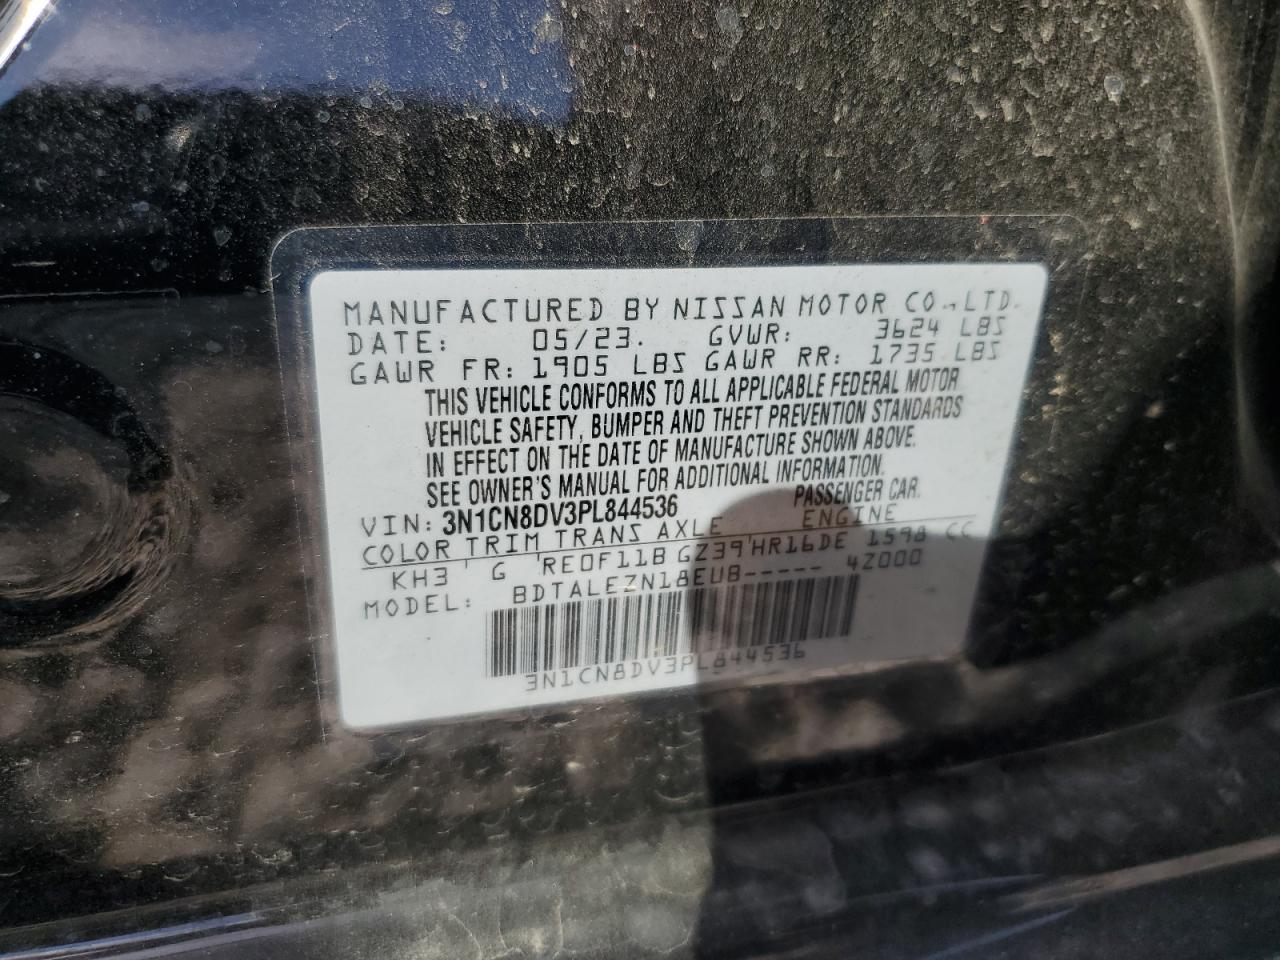 MANUFACTURED BY NISSAN MOTOR CO.,LTD.
DATE: 05/23. GVWR: 3624 LBS
GAWR FR: 1905 LBS GAWR RR: 1735 LBS
THIS VEHICLE CONFORMS TO ALL APPLICABLE FEDERAL MOTOR
VEHICLE SAFETY, BUMPER AND THEFT PREVENTION STANDARDS
IN EFFECT ON THE DATE OF MANUFACTURE SHOWN ABOVE.
SEE OWNER'S MANUAL FOR ADDITIONAL INFORMATION.
VIN: 3N1CN8DV3PL844536 PASSENGER CAR.
COLOR TRIM TRANS AXLE ENGINE
KH3 ' G 'RE0F11B GZ39'HR16DE 1598 CC
MODEL: BDTALEZN18EUB----- 4Z000
3N1CN8DV3PL844536